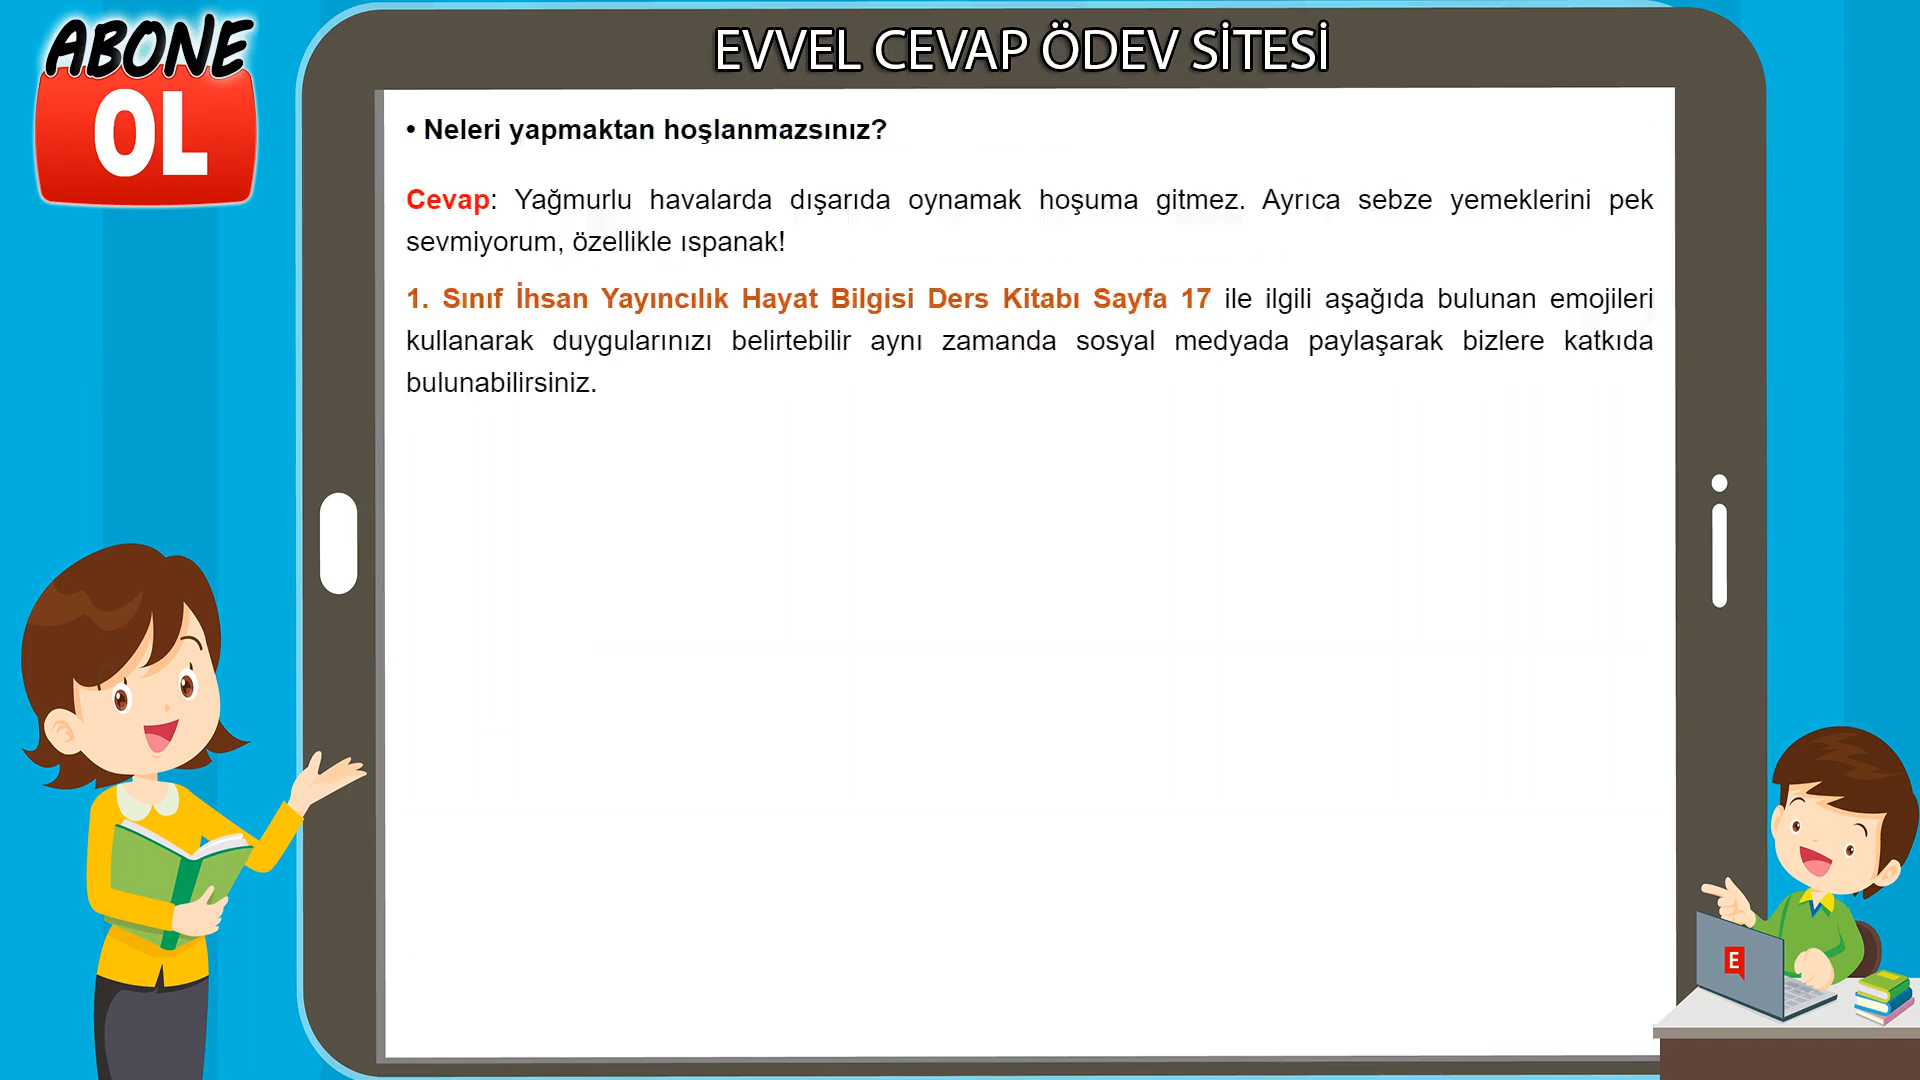 ABONE
OL
EVVEL CEVAP ÖDEV SİTESİ
• Neleri yapmaktan hoşlanmazsınız?
Cevap: Yağmurlu havalarda dışarıda oynamak hoşuma gitmez. Ayrıca sebze yemeklerini pek
sevmiyorum, özellikle ıspanak!
1. Sınıf İhsan Yayıncılık Hayat Bilgisi Ders Kitabı Sayfa 17 ile ilgili aşağıda bulunan emojileri
kullanarak duygularınızı belirtebilir aynı zamanda sosyal medyada paylaşarak bizlere katkıda
bulunabilirsiniz.
E